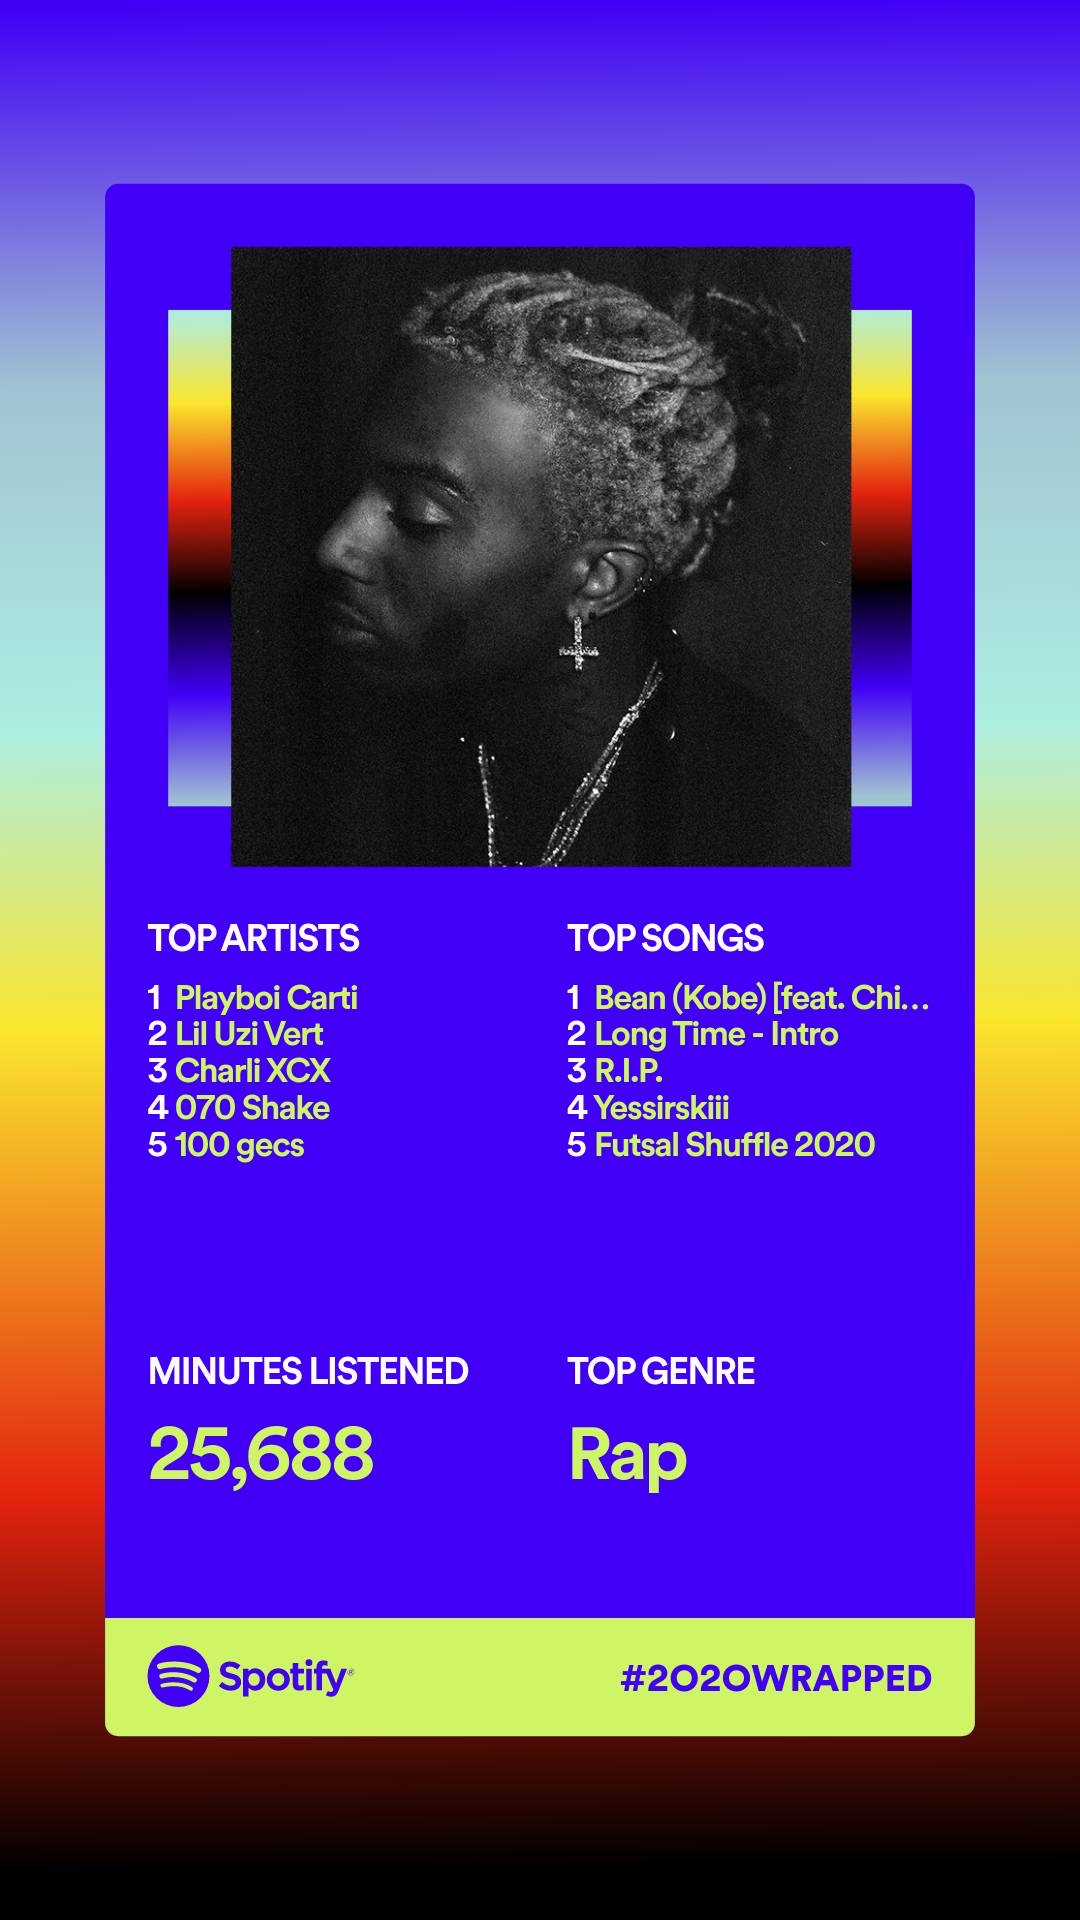 TOP ARTISTS
1 Playboi Carti
2 Lil Uzi Vert
3 Charli XCX
4 070 Shake
5 100 gecs
TOP SONGS
1 Bean (Kobe) [feat. Chi...
2 Long Time - Intro
3 R.I.P.
4 Yessirskiii
5 Futsal Shuffle 2020
MINUTES LISTENED
25,688
TOP GENRE
Rap
Spotify®
#2020WRAPPED